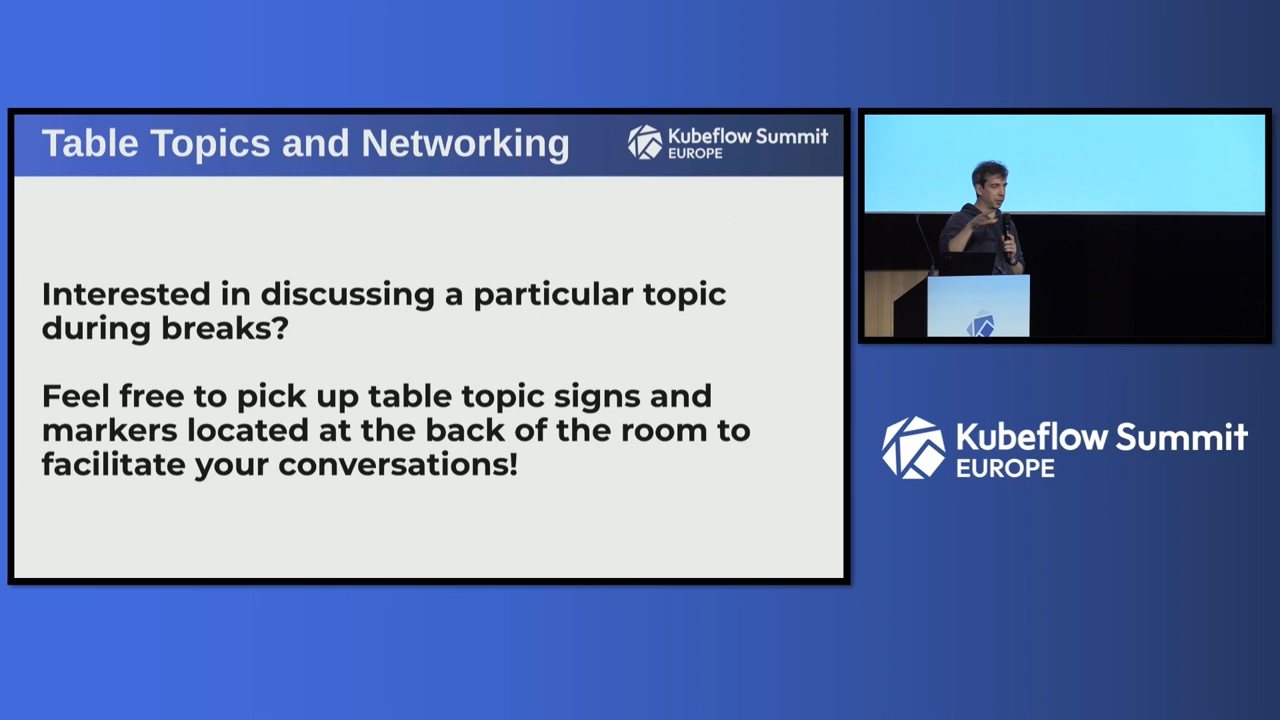 Table Topics and Networking
Kubeflow Summit
EUROPE
Interested in discussing a particular topic
during breaks?
Feel free to pick up table topic signs and
markers located at the back of the room to
facilitate your conversations!
Kubeflow Summit
EUROPE